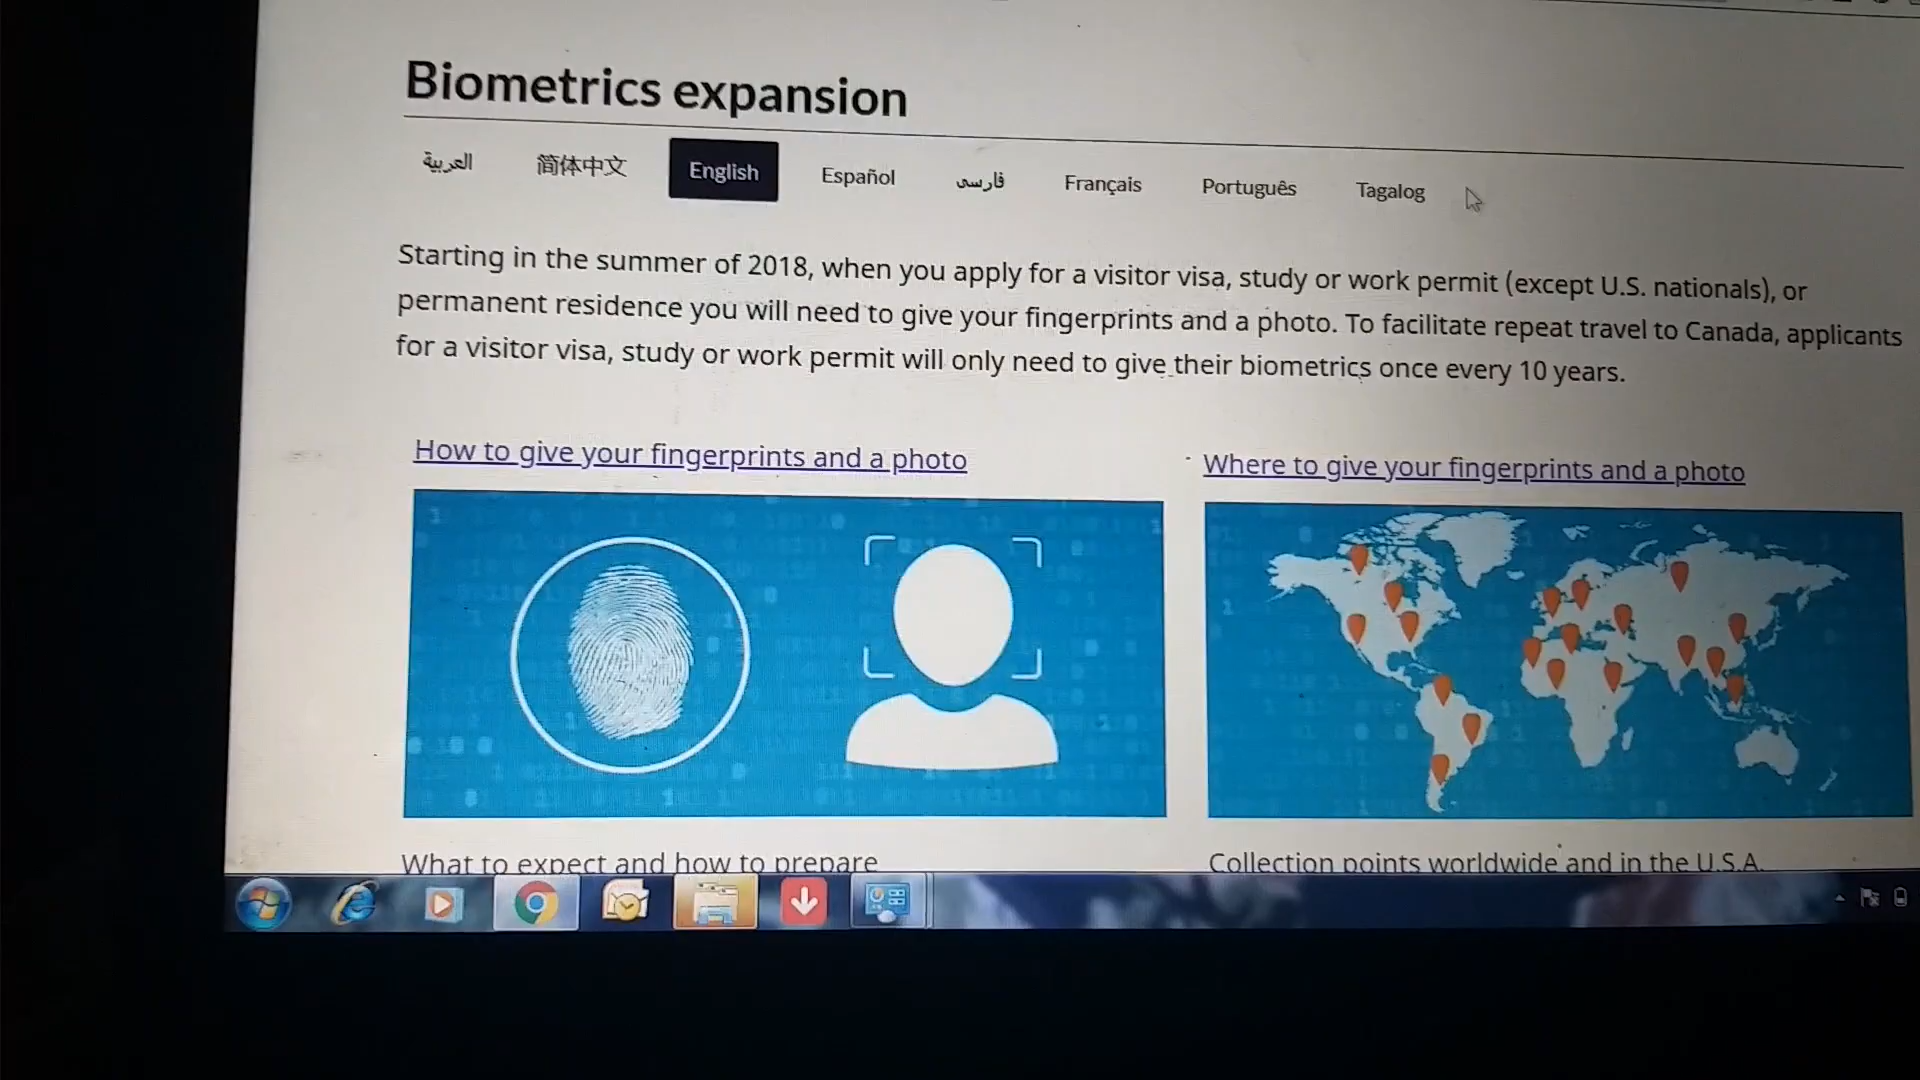 Biometrics expansion
العربية 简体中文 English Español فارسی Français Português Tagalog
Starting in the summer of 2018, when you apply for a visitor visa, study or work permit (except U.S. nationals), or
permanent residence you will need to give your fingerprints and a photo. To facilitate repeat travel to Canada, applicants
for a visitor visa, study or work permit will only need to give their biometrics once every 10 years.
How to give your fingerprints and a photo
Where to give your fingerprints and a photo
What to expect and how to prepare
Collection points worldwide and in the U.S.A.